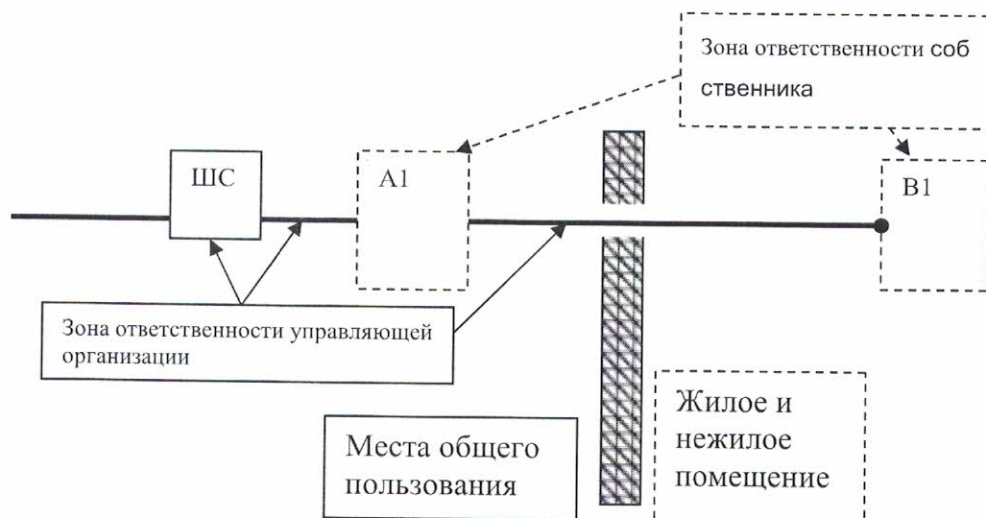 Зона ответственности соб
ственника
ШС
А1
В1
Зона ответственности управляющей
организации
Места общего
пользования
Жилое и
нежилое
помещение